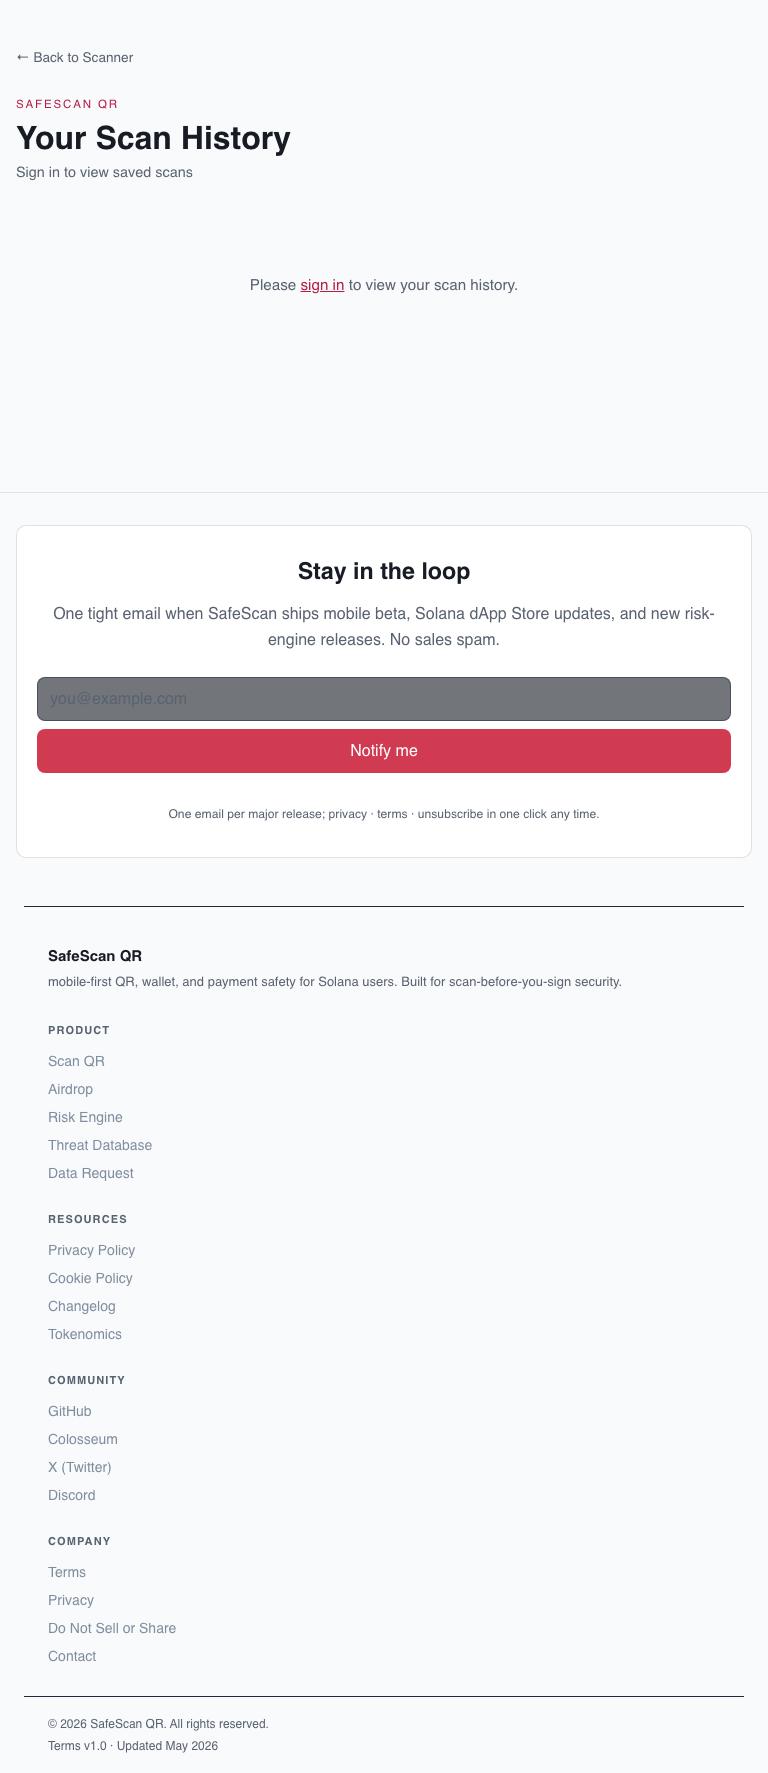 ← Back to Scanner
SAFESCAN QR
Your Scan History
Sign in to view saved scans
Please sign in to view your scan history.
Stay in the loop
One tight email when SafeScan ships mobile beta, Solana dApp Store updates, and new risk-
engine releases. No sales spam.
you@example.com
Notify me
One email per major release; privacy · terms · unsubscribe in one click any time.
SafeScan QR
mobile-first QR, wallet, and payment safety for Solana users. Built for scan-before-you-sign security.
PRODUCT
Scan QR
Airdrop
Risk Engine
Threat Database
Data Request
RESOURCES
Privacy Policy
Cookie Policy
Changelog
Tokenomics
COMMUNITY
GitHub
Colosseum
X (Twitter)
Discord
COMPANY
Terms
Privacy
Do Not Sell or Share
Contact
© 2026 SafeScan QR. All rights reserved.
Terms v1.0 · Updated May 2026